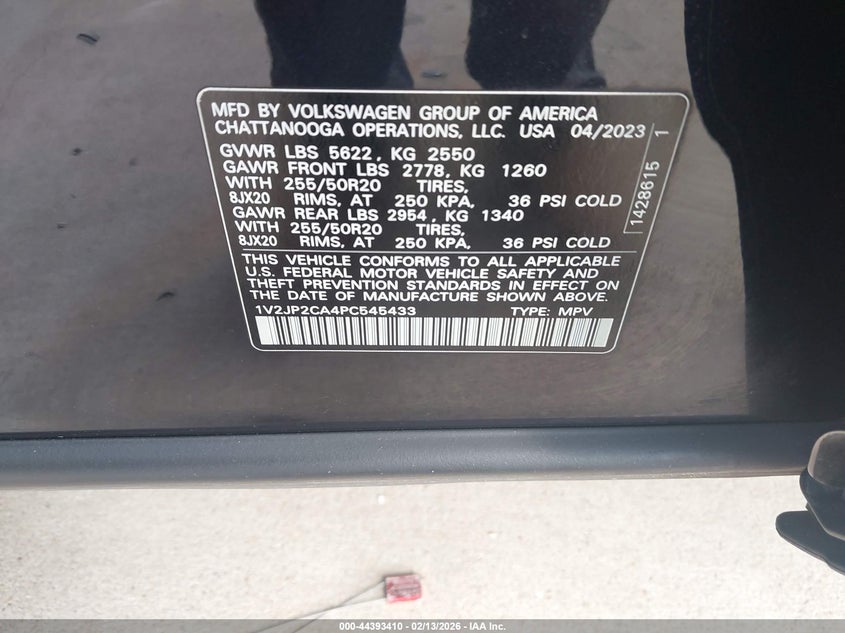 MFD BY VOLKSWAGEN GROUP OF AMERICA
CHATTANOOGA OPERATIONS, LLC. USA 04/2023
GVWR LBS 5622, KG 2550
GAWR FRONT LBS 2778, KG 1260
WITH 255/50R20 TIRES,
8JX20 RIMS, AT 250 KPA, 36 PSI COLD
GAWR REAR LBS 2954, KG 1340
WITH 255/50R20 TIRES,
8JX20 RIMS, AT 250 KPA, 36 PSI COLD
1428615 1
THIS VEHICLE CONFORMS TO ALL APPLICABLE
U.S. FEDERAL MOTOR VEHICLE SAFETY AND
THEFT PREVENTION STANDARDS IN EFFECT ON
THE DATE OF MANUFACTURE SHOWN ABOVE.
1V2JP2CA4PC545433 TYPE: MPV
000-44393410 - 02/13/2026 - IAA Inc.